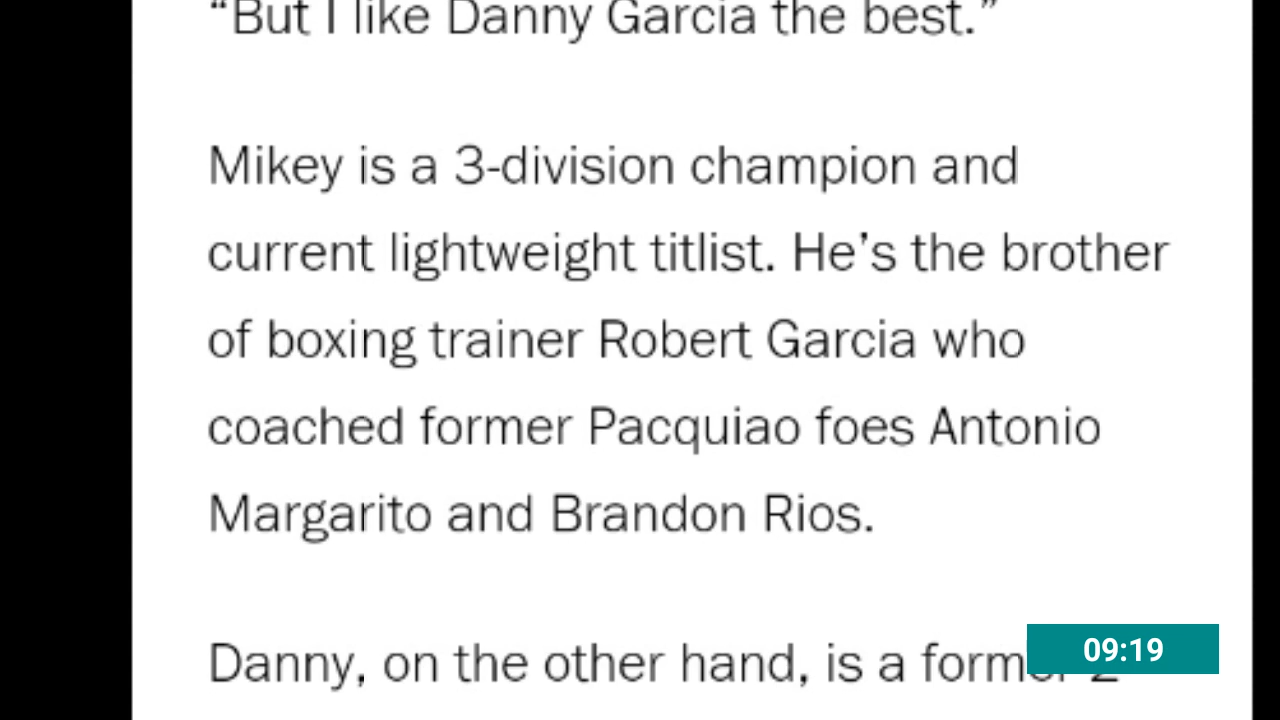 “But I like Danny Garcia the best.”
Mikey is a 3-division champion and
current lightweight titlist. He’s the brother
of boxing trainer Robert Garcia who
coached former Pacquiao foes Antonio
Margarito and Brandon Rios.
Danny, on the other hand, is a former 2
09:19